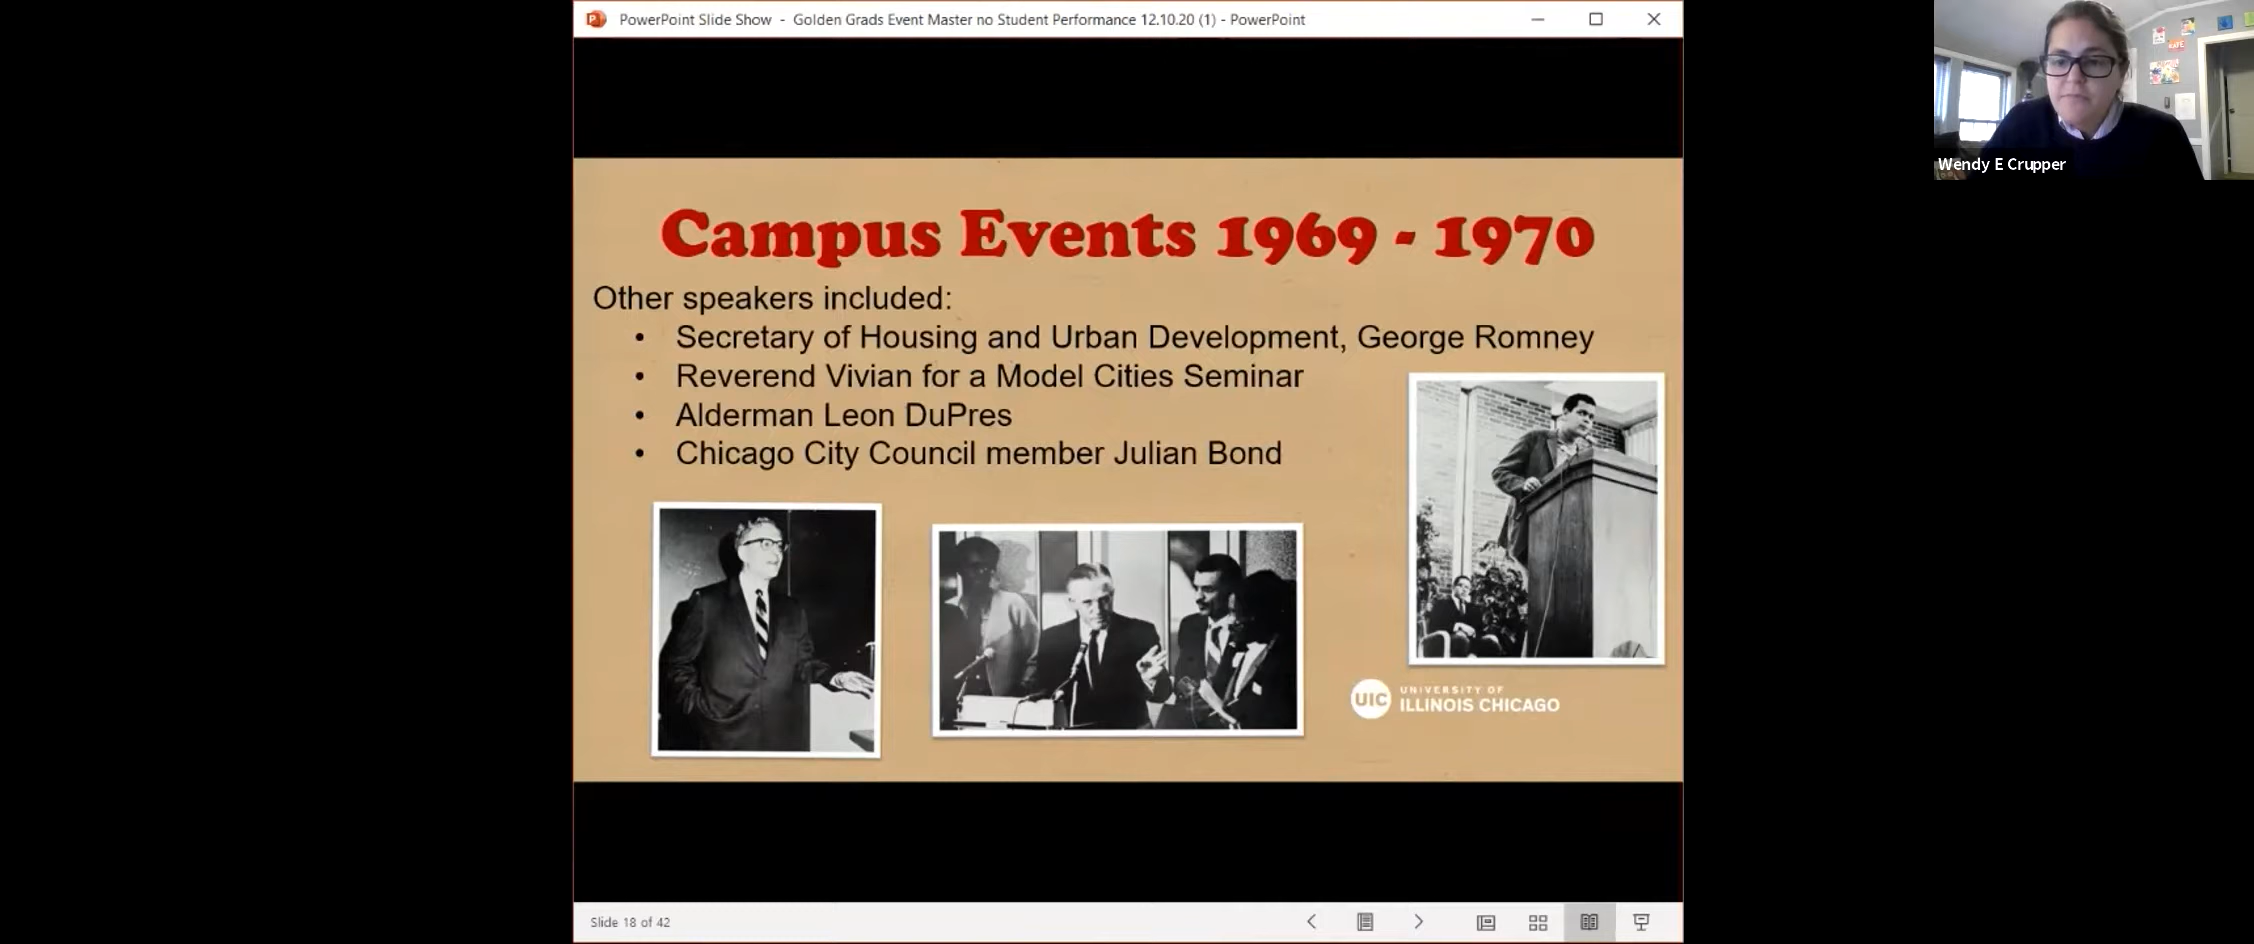 PowerPoint Slide Show - Golden Grads Event Master no Student Performance 12.10.20 (1) - PowerPoint
Wendy E Crupper
Campus Events 1969 - 1970
Other speakers included:
• Secretary of Housing and Urban Development, George Romney
• Reverend Vivian for a Model Cities Seminar
• Alderman Leon DuPres
• Chicago City Council member Julian Bond
UIC
UNIVERSITY OF
ILLINOIS CHICAGO
Slide 18 of 42